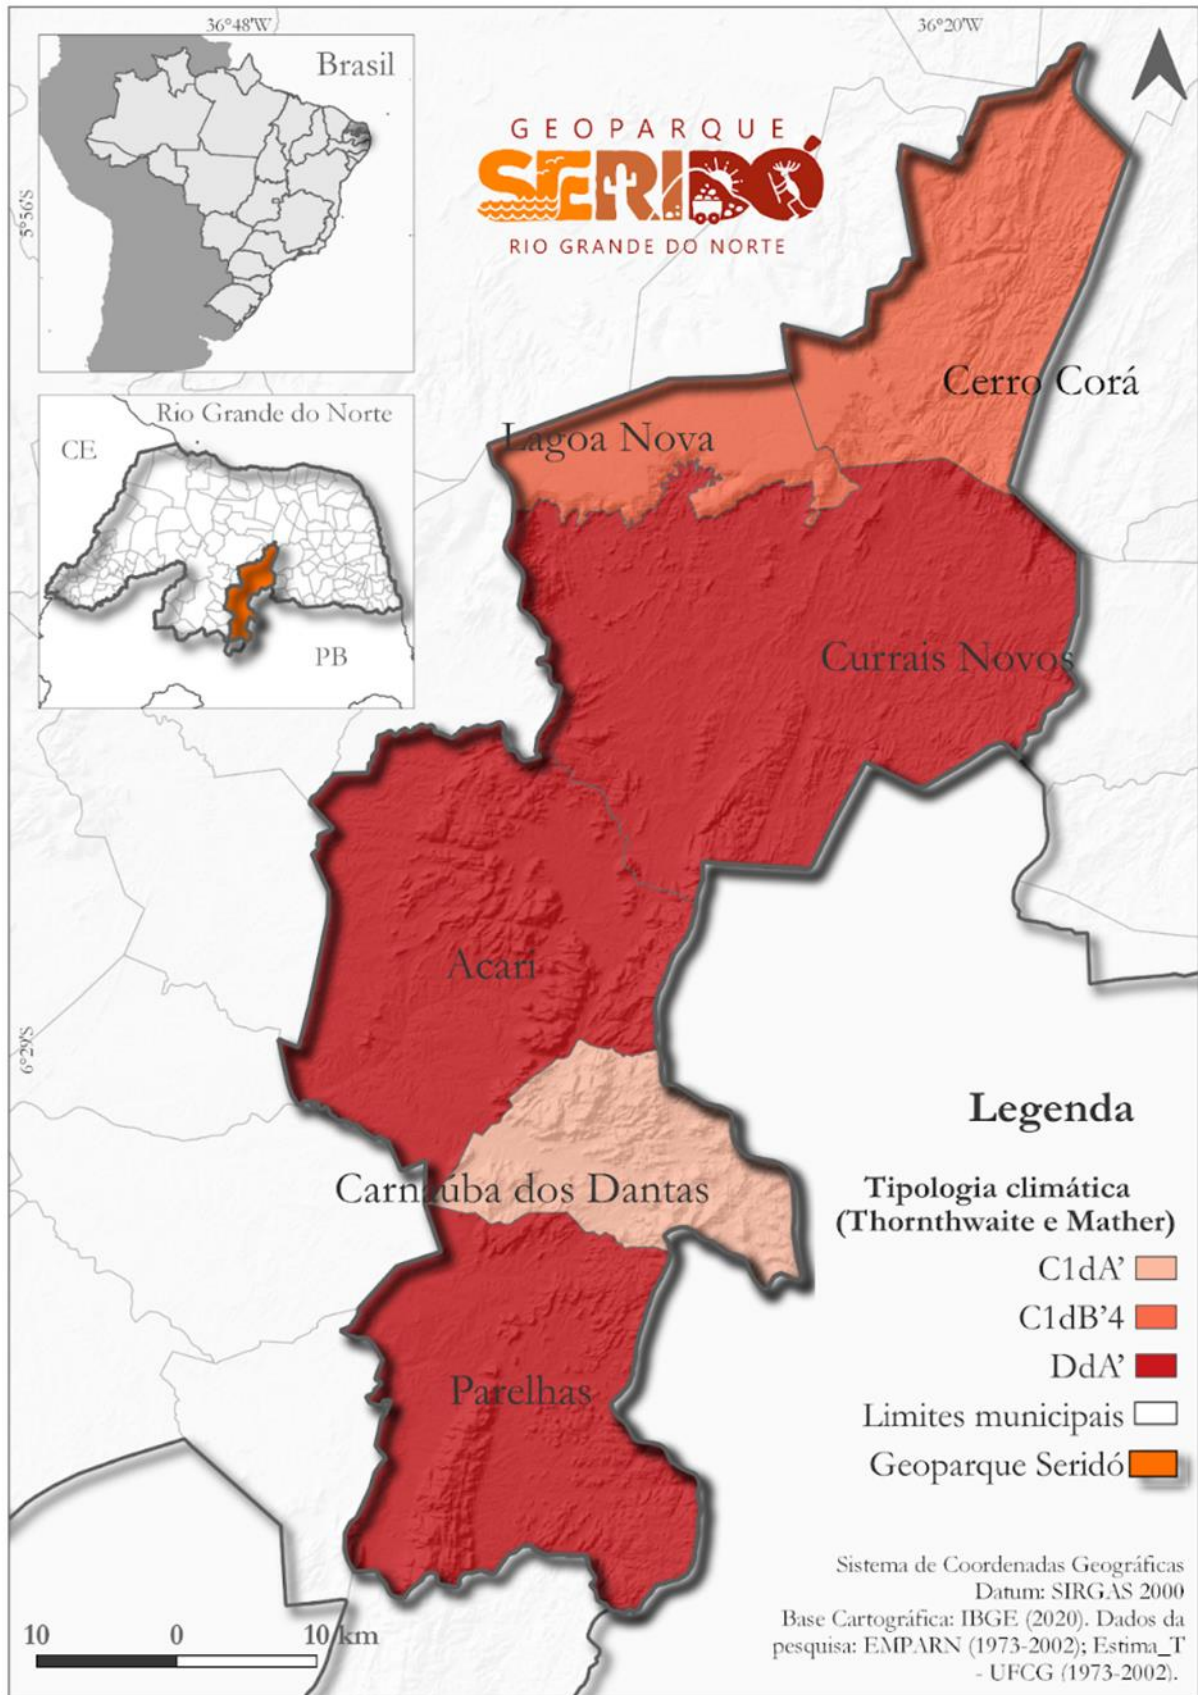 36°48'W
36°20'W
Brasil
GEOPARQUE
SERIDÓ
RIO GRANDE DO NORTE
5°56'S
Rio Grande do Norte
CE
PB
Cerro Corá
Lagoa Nova
Currais Novos
Acari
6°29'S
Carnaúba dos Dantas
Parelhas
Legenda
Tipologia climática
(Thornthwaite e Mather)
C1dA’
C1dB’4
DdA’
Limites municipais
Geoparque Seridó
Sistema de Coordenadas Geográficas
Datum: SIRGAS 2000
Base Cartográfica: IBGE (2020). Dados da
pesquisa: EMPARN (1973-2002); Estima_T
- UFCG (1973-2002).
10 0 10 km